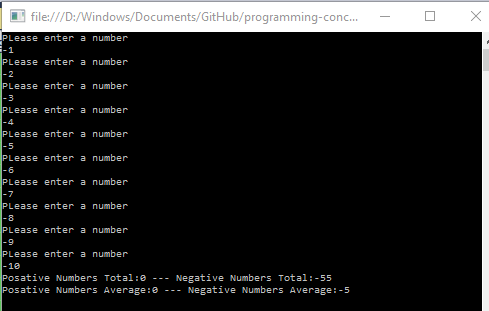 file:///D:/Windows/Documents/GitHub/programming-conc...
PLease enter a number
-1
PLease enter a number
-2
PLease enter a number
-3
PLease enter a number
-4
PLease enter a number
-5
PLease enter a number
-6
PLease enter a number
-7
PLease enter a number
-8
PLease enter a number
-9
PLease enter a number
-10
Posative Numbers Total:0 --- Negative Numbers Total:-55
Posative Numbers Average:0 --- Negative Numbers Average:-5